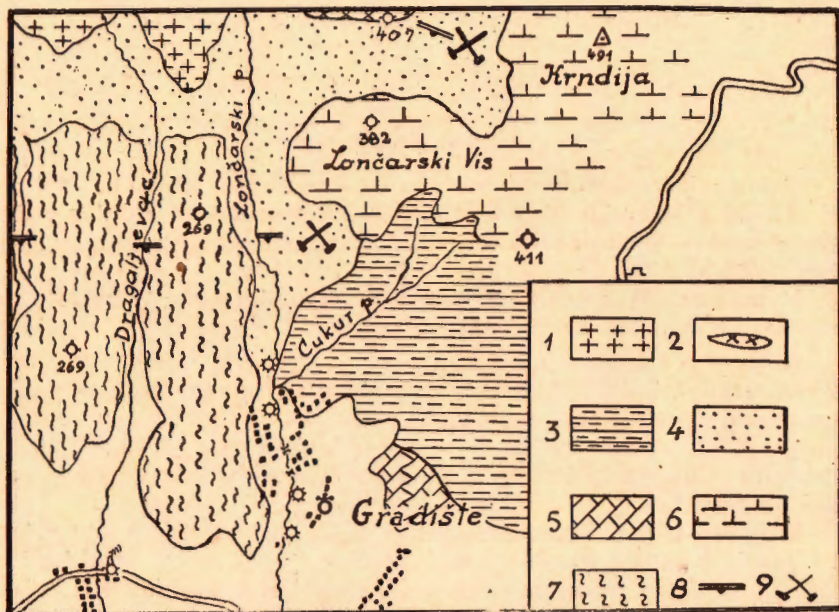 407
491
Krndija
382
Lončarski Vis
Lončarski p.
Dragaljevac
269
411
Čukur p.
269
Gradište
1 2
3 4
5 6
7 8 9